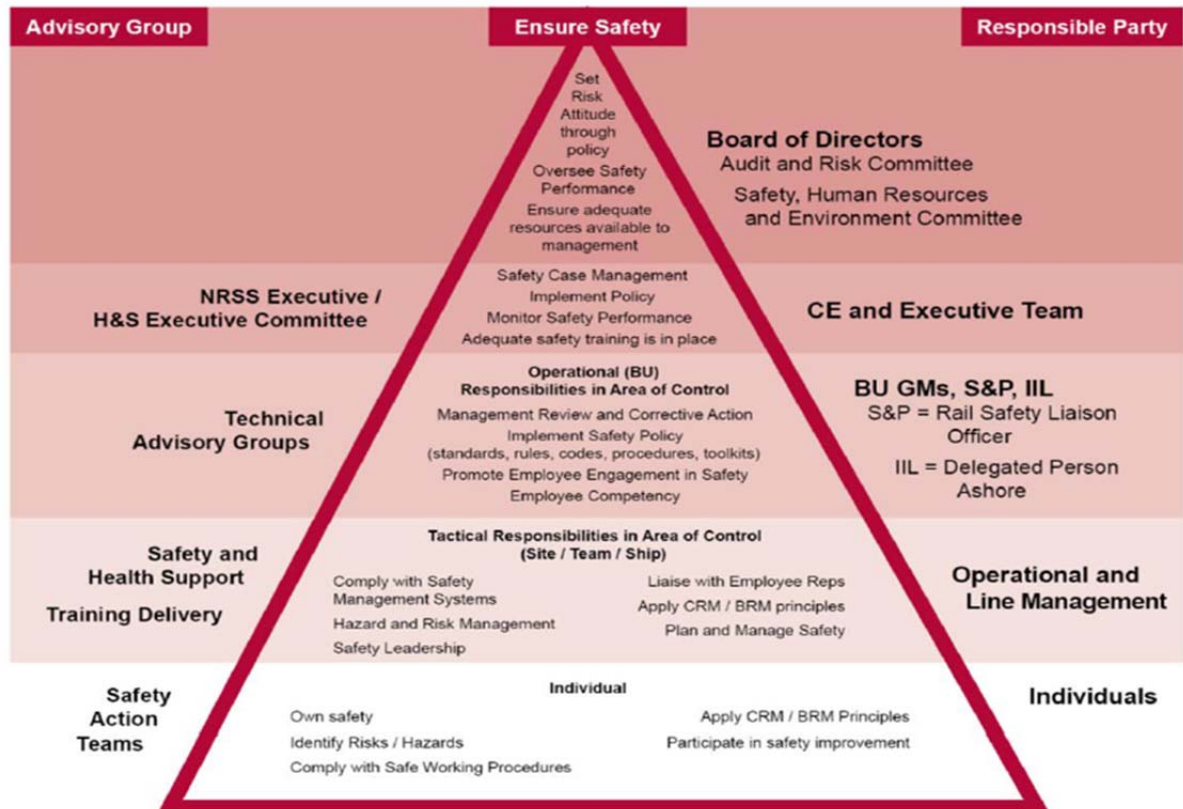 Advisory Group
Ensure Safety
Responsible Party
Set
Risk
Attitude
through
policy
Oversee Safety
Performance
Ensure adequate
resources available to
management
Board of Directors
Audit and Risk Committee
Safety, Human Resources
and Environment Committee
NRSS Executive /
H&S Executive Committee
Safety Case Management
Implement Policy
Monitor Safety Performance
Adequate safety training is in place
CE and Executive Team
Technical
Advisory Groups
Operational (BU)
Responsibilities in Area of Control
Management Review and Corrective Action
Implement Safety Policy
(standards, rules, codes, procedures, toolkits)
Promote Employee Engagement in Safety
Employee Competency
BU GMs, S&P, IIL
S&P = Rail Safety Liaison
Officer
IIL = Delegated Person
Ashore
Safety and
Health Support
Training Delivery
Tactical Responsibilities in Area of Control
(Site / Team / Ship)
Comply with Safety
Management Systems
Hazard and Risk Management
Safety Leadership
Liaise with Employee Reps
Apply CRM / BRM principles
Plan and Manage Safety
Operational and
Line Management
Safety
Action
Teams
Individual
Own safety
Identify Risks / Hazards
Comply with Safe Working Procedures
Apply CRM / BRM Principles
Participate in safety improvement
Individuals